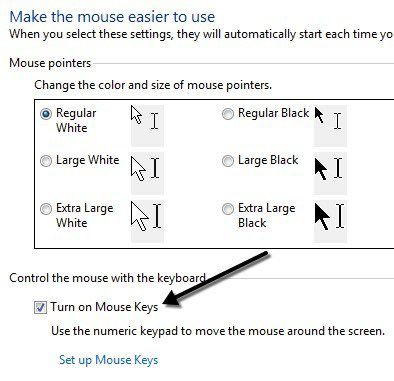 Make the mouse easier to use
When you select these settings, they will automatically start each time yo
Mouse pointers
Change the color and size of mouse pointers.
Regular White
Regular Black
Large White
Large Black
Extra Large White
Extra Large Black
Control the mouse with the keyboard
Turn on Mouse Keys
Use the numeric keypad to move the mouse around the screen.
Set up Mouse Keys